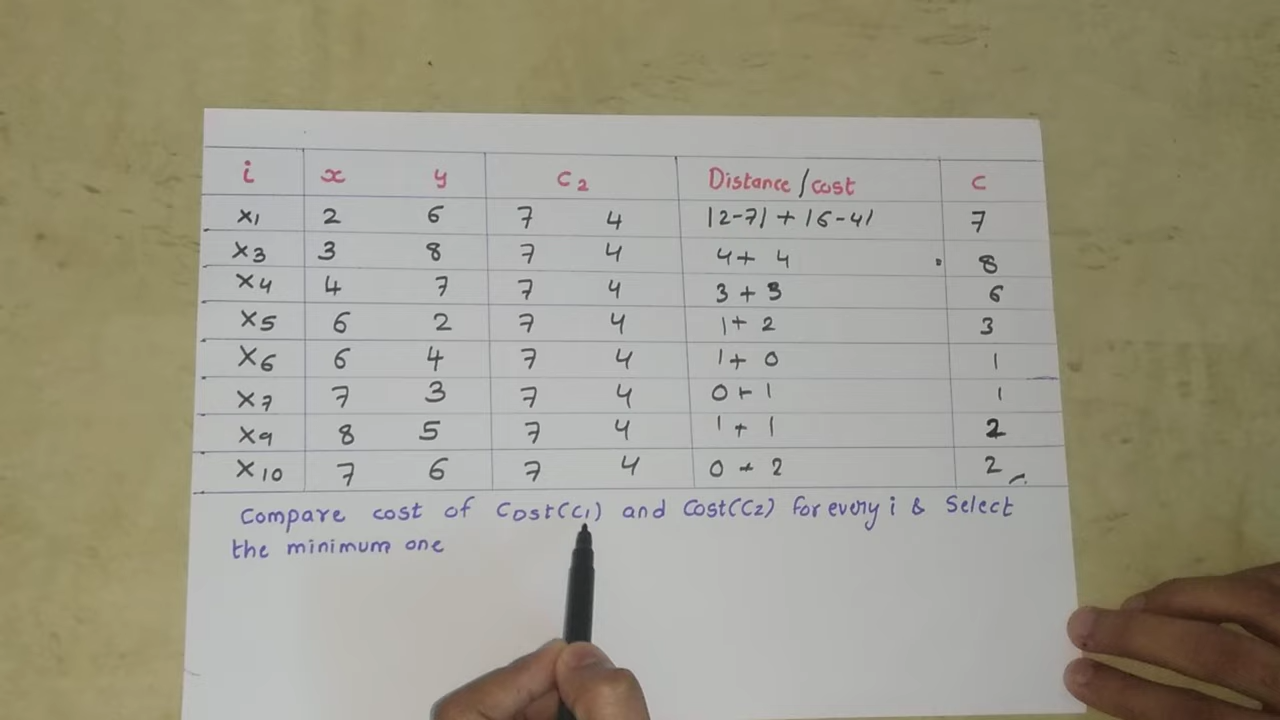 i x y C2 Distance/cost C
X1 2 6 7 4 |2-7| + |6-4| 7
X3 3 8 7 4 4+ 4 8
X4 4 7 7 4 3 + 3 6
X5 6 2 7 4 1+ 2 3
X6 6 4 7 4 1+ 0 1
X7 7 3 7 4 0+1 1
X9 8 5 7 4 1 + 1 2
X10 7 6 7 4 0 + 2 2
Compare cost of Cost(C1) and Cost(C2) for every i & Select
the minimum one